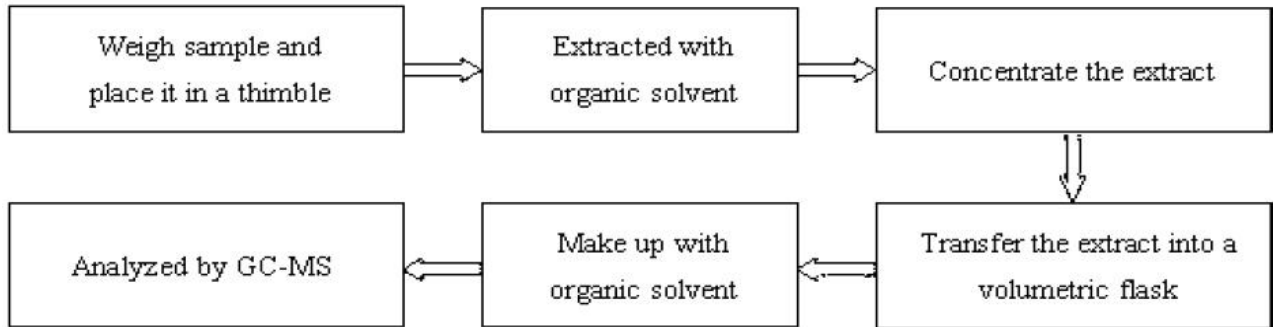 Weigh sample and
place it in a thimble
Extracted with
organic solvent
Concentrate the extract
Transfer the extract into a
volumetric flask
Make up with
organic solvent
Analyzed by GC-MS